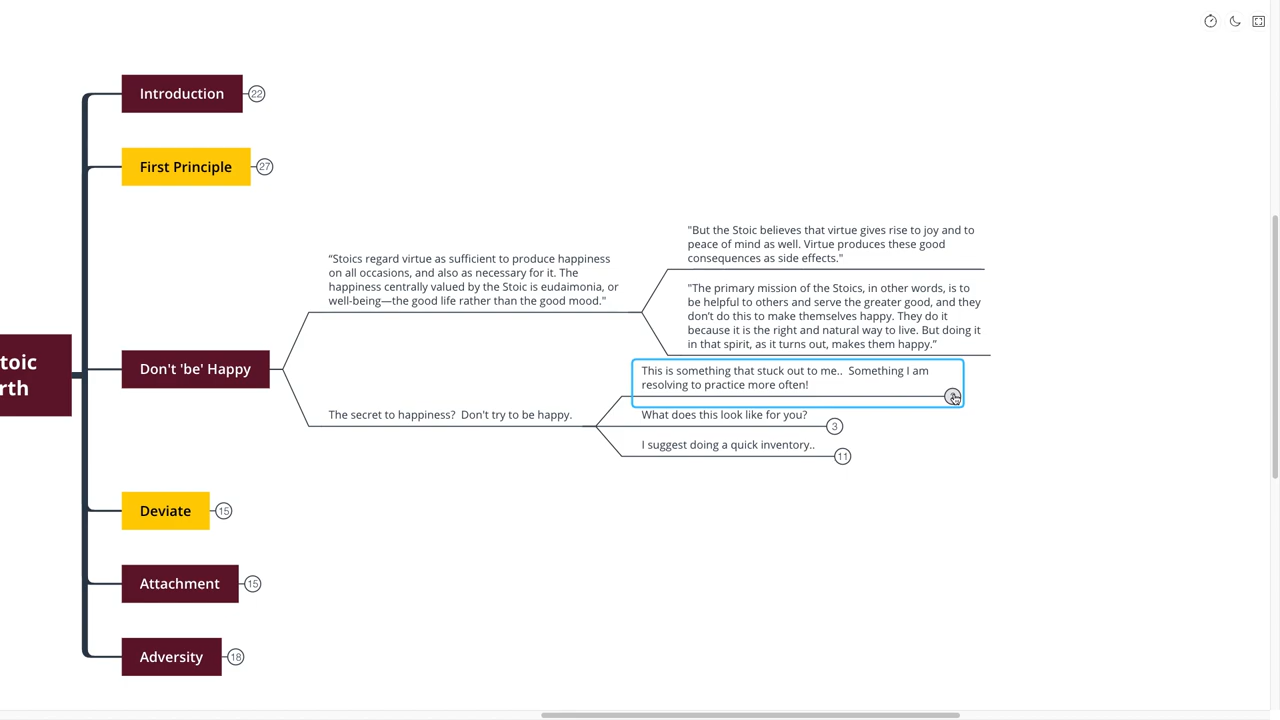 Introduction
22
First Principle
27
"But the Stoic believes that virtue gives rise to joy and to
peace of mind as well. Virtue produces these good
consequences as side effects."
“Stoics regard virtue as sufficient to produce happiness
on all occasions, and also as necessary for it. The
happiness centrally valued by the Stoic is eudaimonia, or
well-being—the good life rather than the good mood."
"The primary mission of the Stoics, in other words, is to
be helpful to others and serve the greater good, and they
don’t do this to make themselves happy. They do it
because it is the right and natural way to live. But doing it
in that spirit, as it turns out, makes them happy.”
toic
rth
Don't 'be' Happy
This is something that stuck out to me..  Something I am
resolving to practice more often!
The secret to happiness?  Don't try to be happy.
What does this look like for you?
3
I suggest doing a quick inventory..
11
Deviate
15
Attachment
15
Adversity
18